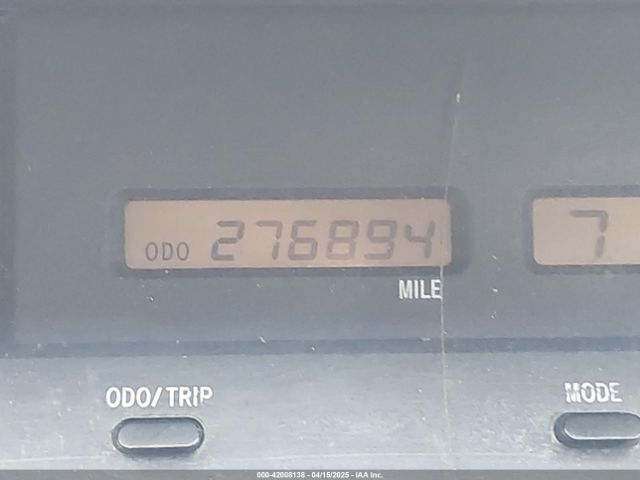 ODO 276894 7
MILE
ODO/TRIP MODE
000-42008138 - 04/15/2025 - IAA Inc.